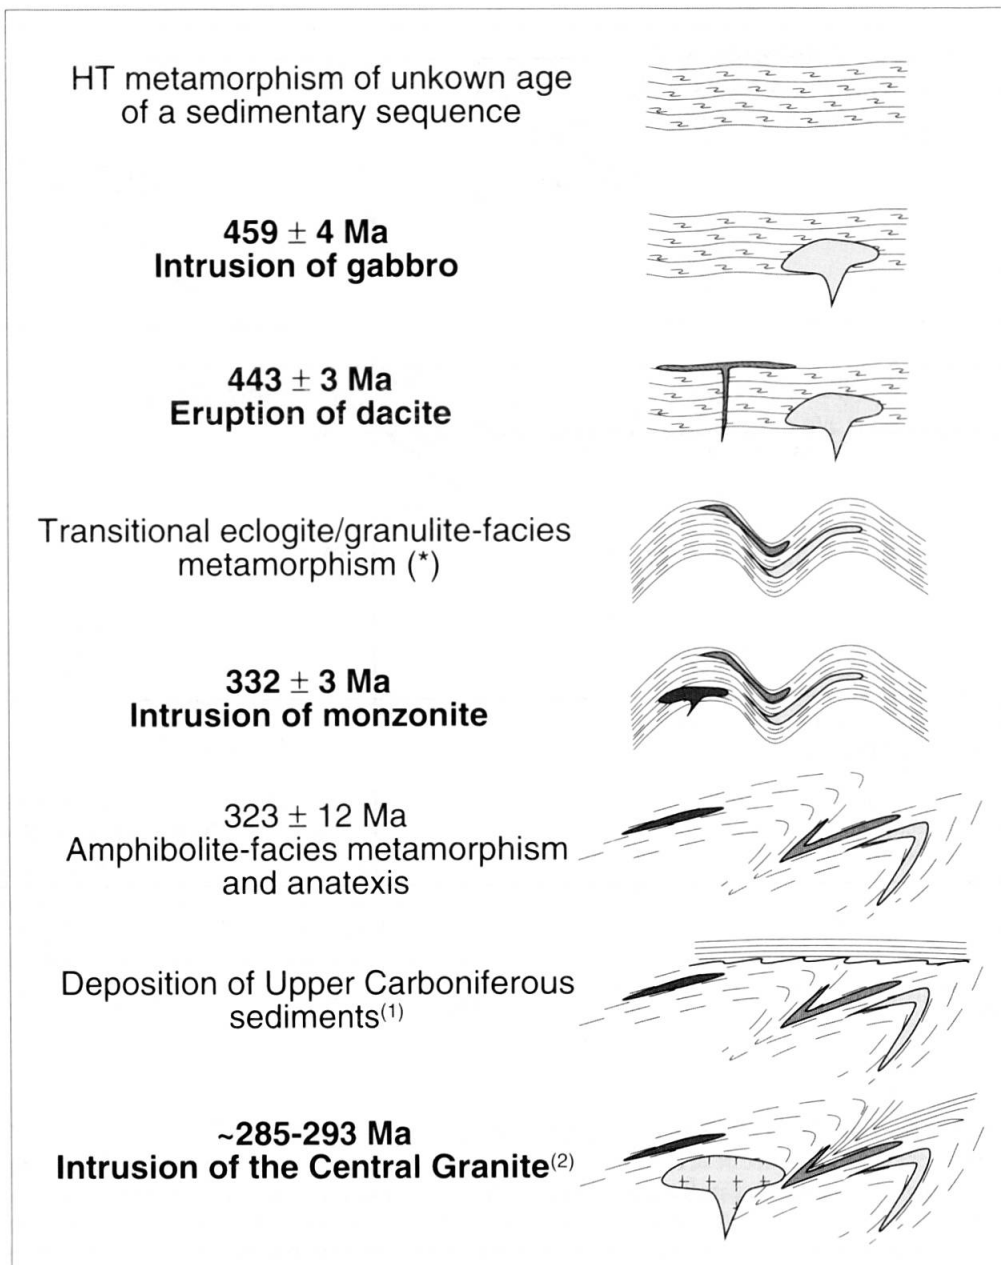 HT metamorphism of unkown age
of a sedimentary sequence
459 ± 4 Ma
Intrusion of gabbro
443 ± 3 Ma
Eruption of dacite
Transitional eclogite/granulite-facies
metamorphism (*)
332 ± 3 Ma
Intrusion of monzonite
323 ± 12 Ma
Amphibolite-facies metamorphism
and anatexis
Deposition of Upper Carboniferous
sediments(1)
~285-293 Ma
Intrusion of the Central Granite(2)